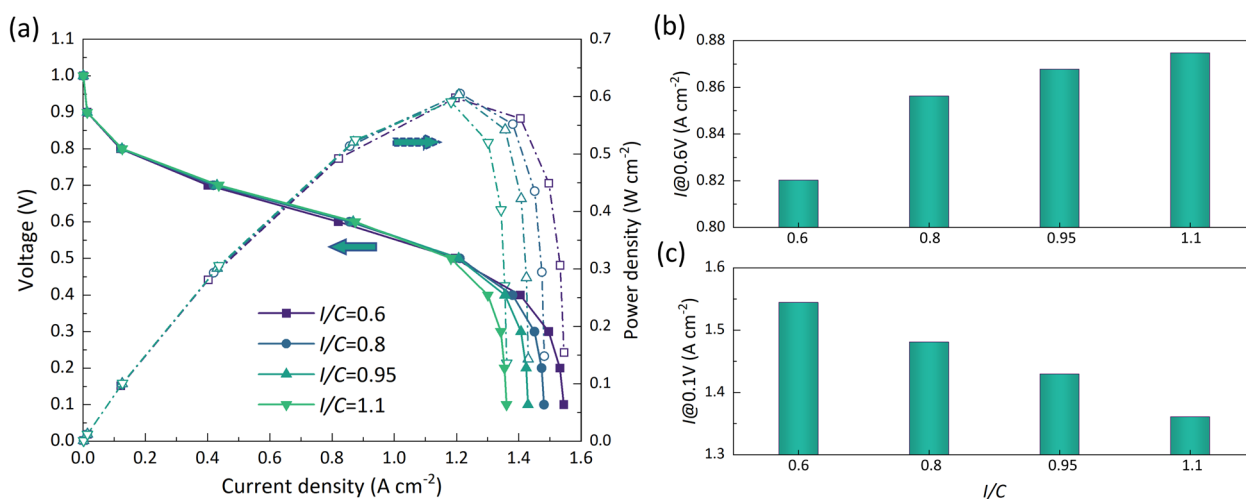 (a)
1.1
1.0
0.9
0.8
0.7
0.6
0.5
0.4
0.3
0.2
0.1
0.0
Voltage (V)
0.0 0.2 0.4 0.6 0.8 1.0 1.2 1.4 1.6
Current density (A cm⁻²)
0.7
0.6
0.5
0.4
0.3
0.2
0.1
0.0
Power density (W cm⁻²)
I/C=0.6
I/C=0.8
I/C=0.95
I/C=1.1
(b)
0.88
0.86
0.84
0.82
0.80
I@0.6V (A cm⁻²)
0.6 0.8 0.95 1.1
(c)
1.6
1.5
1.4
1.3
I@0.1V (A cm⁻²)
0.6 0.8 0.95 1.1
I/C